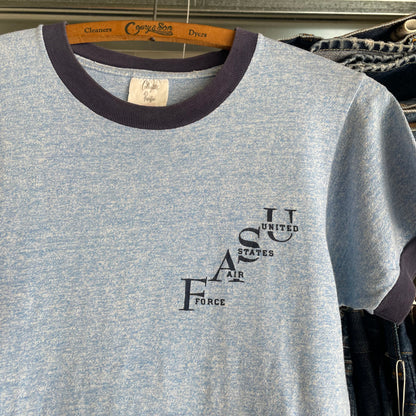 Cleaners
Dyers
U
UNITED
S
STATES
A
AIR
F
FORCE